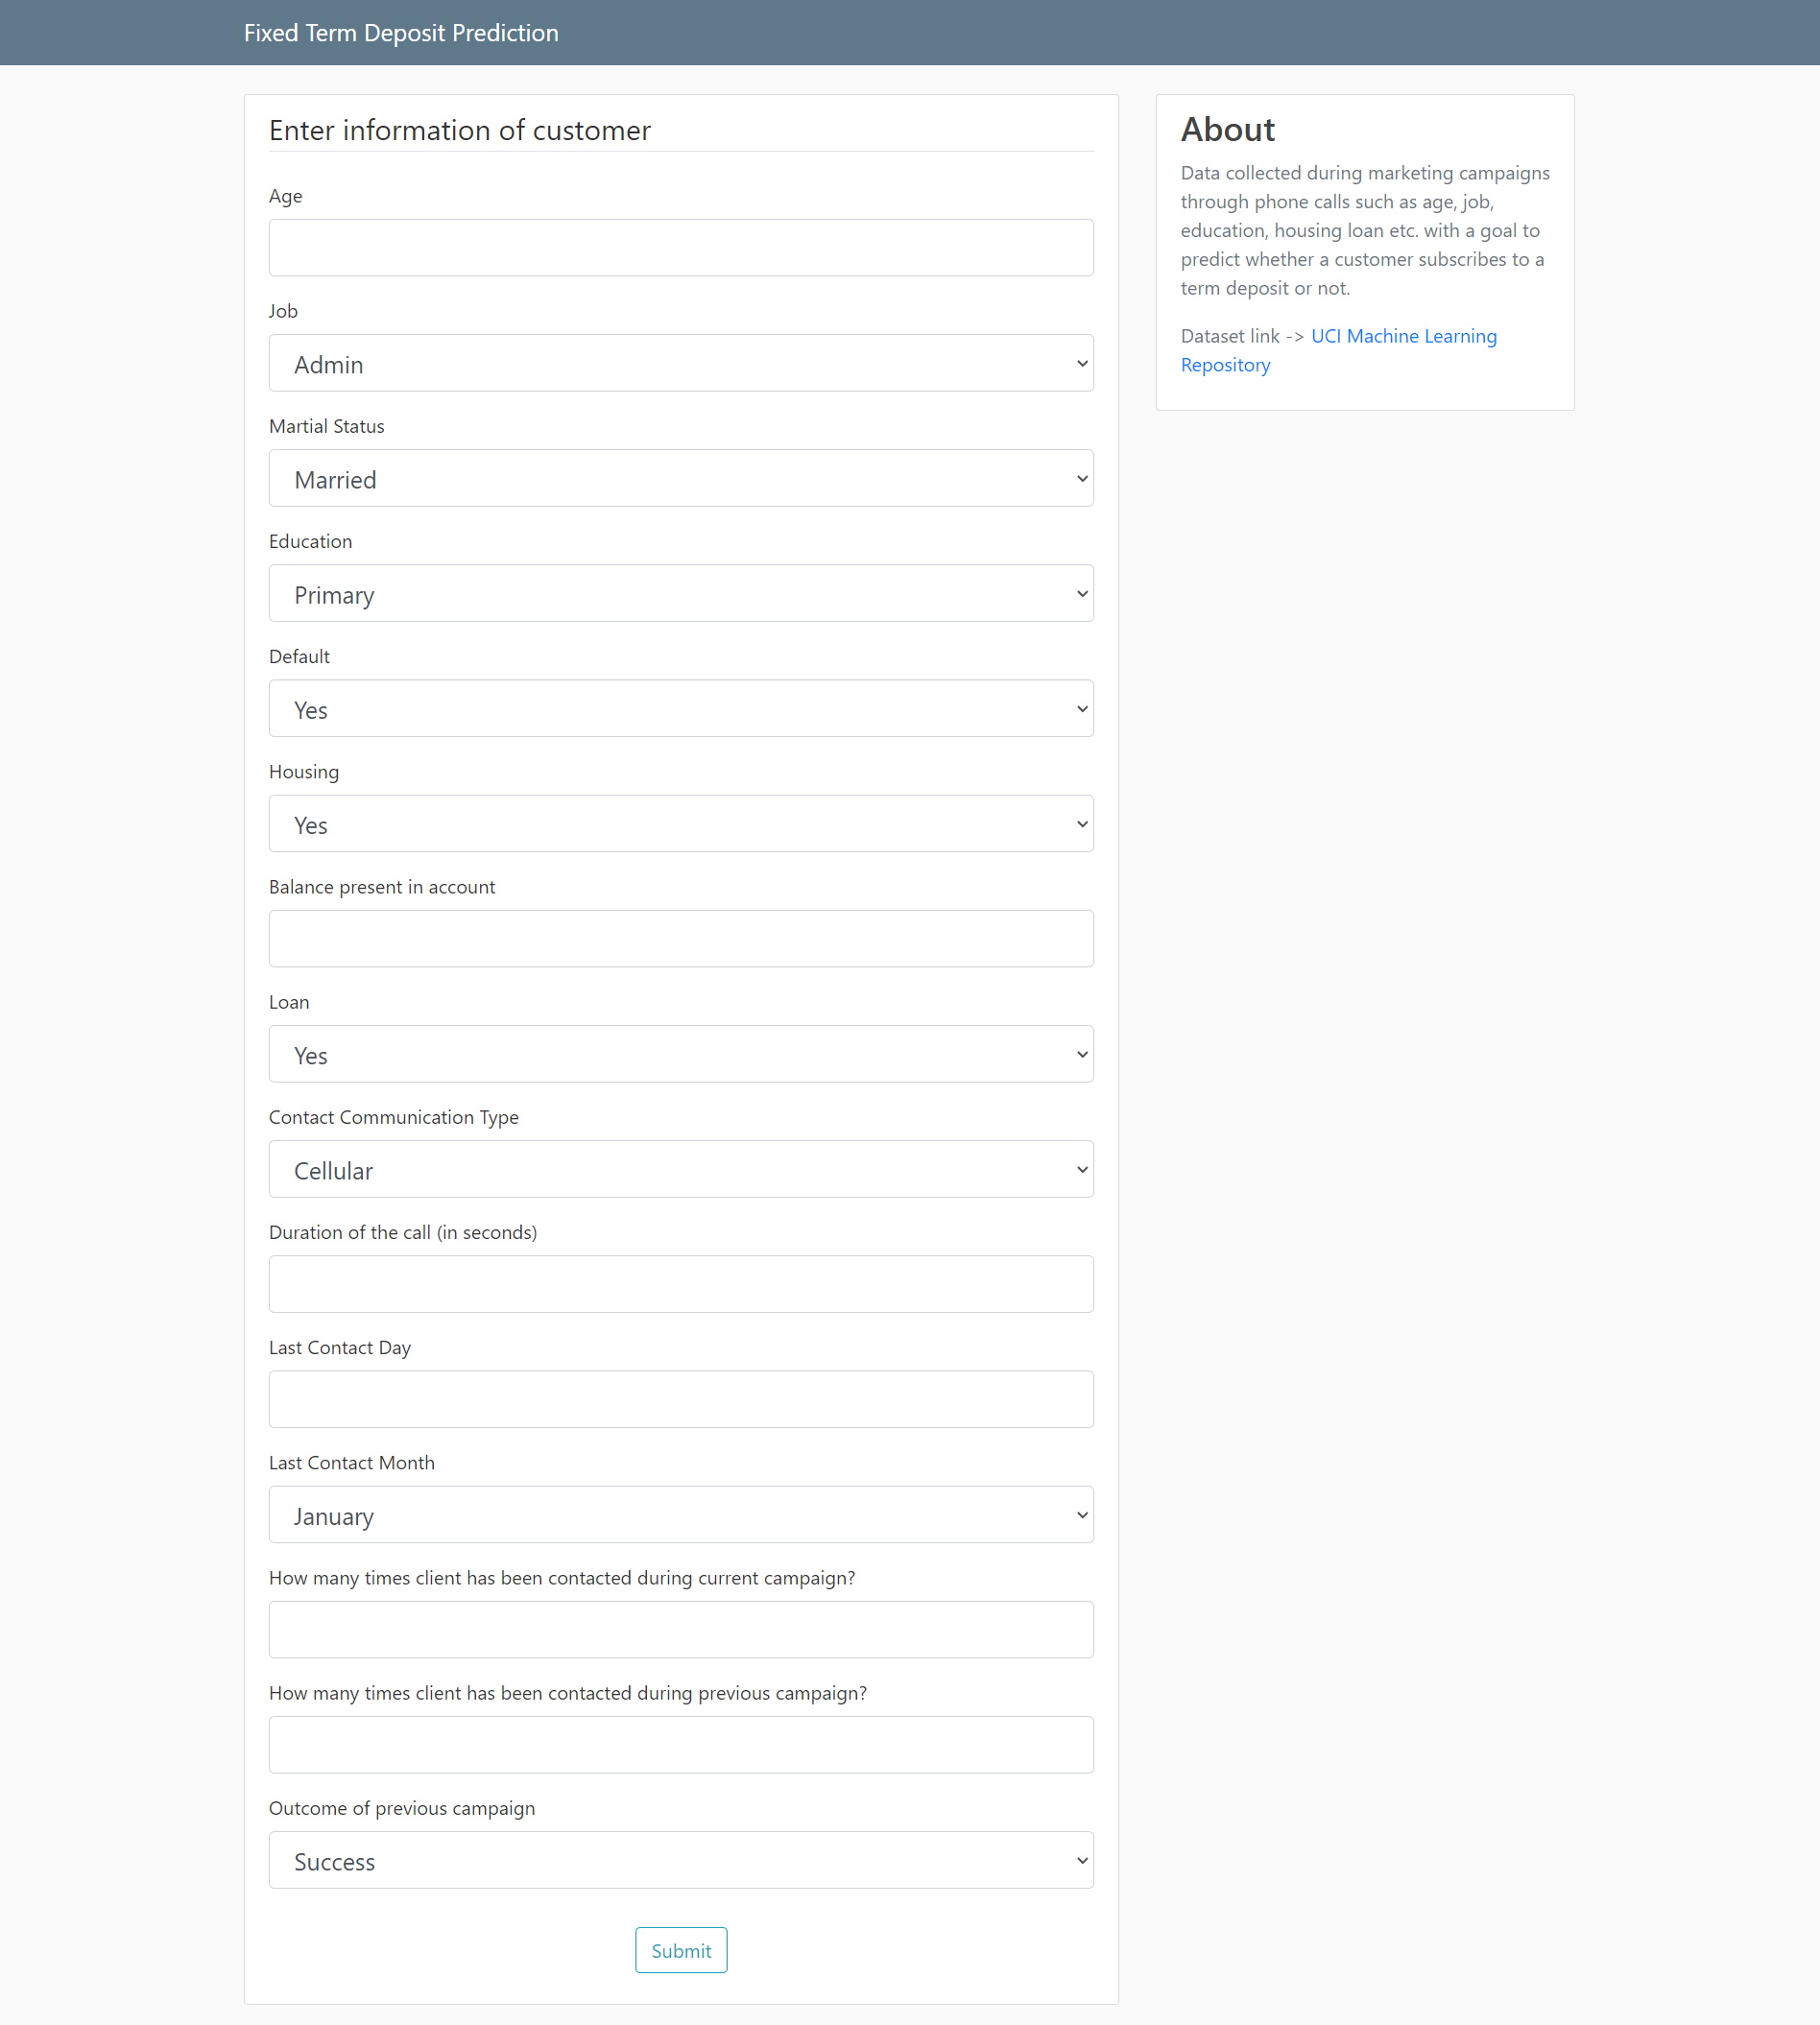 Fixed Term Deposit Prediction
Enter information of customer
Age
Job
Admin
Martial Status
Married
Education
Primary
Default
Yes
Housing
Yes
Balance present in account
Loan
Yes
Contact Communication Type
Cellular
Duration of the call (in seconds)
Last Contact Day
Last Contact Month
January
How many times client has been contacted during current campaign?
How many times client has been contacted during previous campaign?
Outcome of previous campaign
Success
Submit
About
Data collected during marketing campaigns
through phone calls such as age, job,
education, housing loan etc. with a goal to
predict whether a customer subscribes to a
term deposit or not.
Dataset link -> UCI Machine Learning
Repository